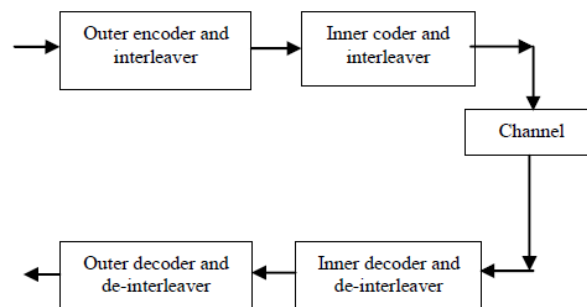 Outer encoder and
interleaver
Inner coder and
interleaver
Channel
Outer decoder and
de-interleaver
Inner decoder and
de-interleaver